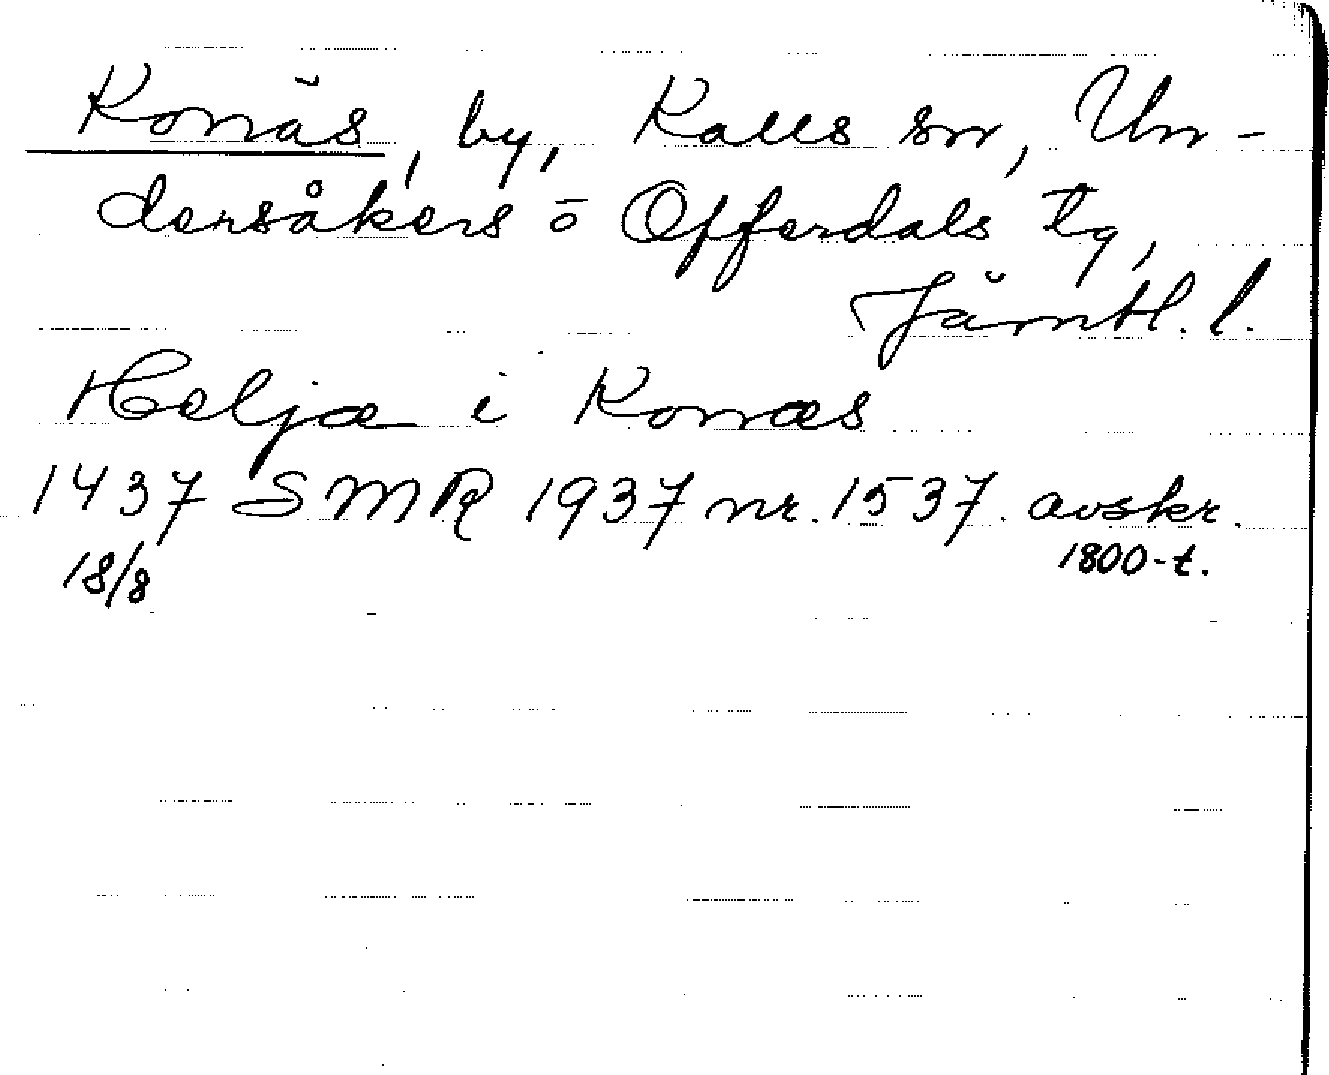 Konäs, by, Kalls sn, Un-
dersåkers o Offerdals tg,
Jämtl. l.
Helja i Konæs
1437 SMR 1937 nr. 1537. avskr.
18/8 1800-t.